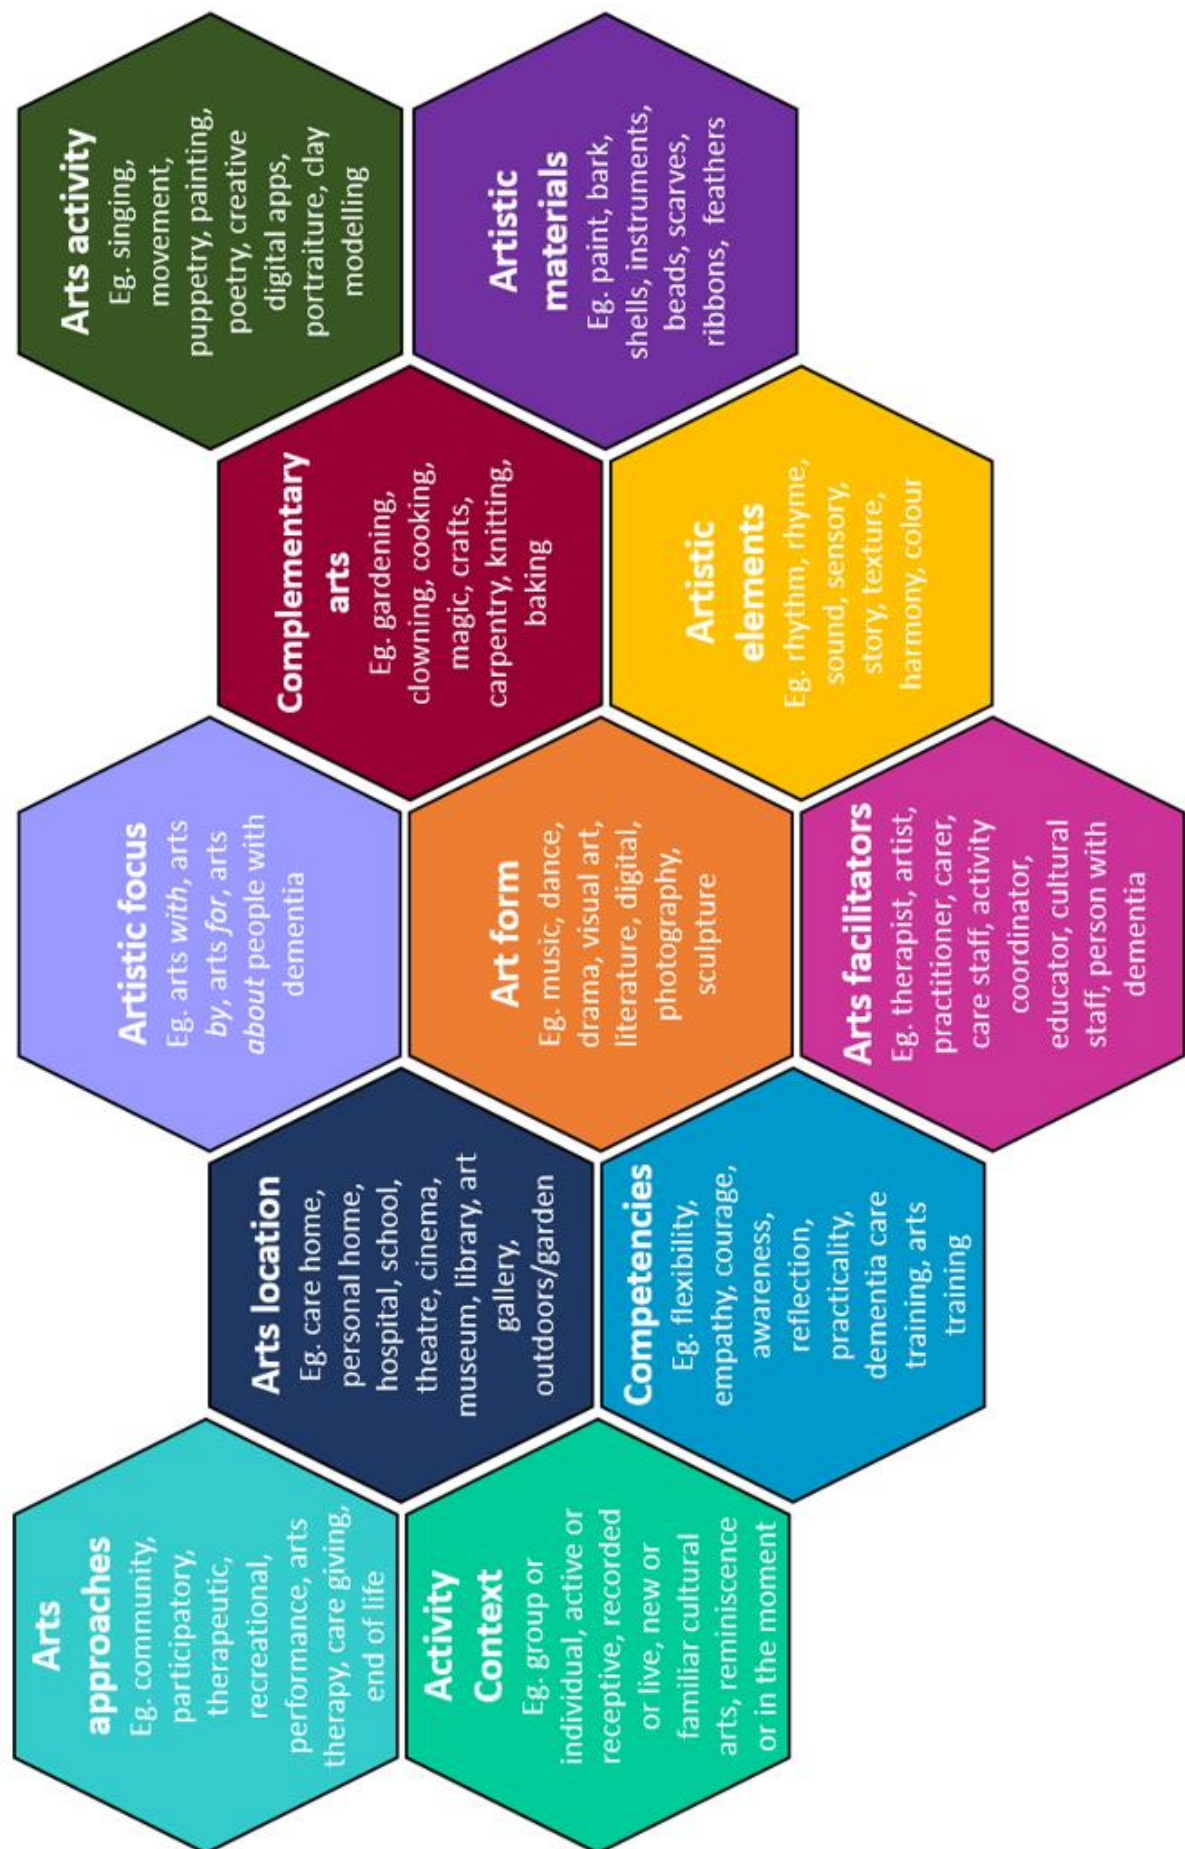 Arts
approaches
Eg. community,
participatory,
therapeutic,
recreational,
performance, arts
therapy, care giving,
end of life
Arts location
Eg. care home,
personal home,
hospital, school,
theatre, cinema,
museum, library, art
gallery,
outdoors/garden
Artistic focus
Eg. arts with, arts
by, arts for, arts
about people with
dementia
Complementary
arts
Eg. gardening,
clowning, cooking,
magic, crafts,
carpentry, knitting,
baking
Arts activity
Eg. singing,
movement,
puppetry, painting,
poetry, creative
digital apps,
portraiture, clay
modelling
Activity
Context
Eg. group or
individual, active or
receptive, recorded
or live, new or
familiar cultural
arts, reminiscence
or in the moment
Competencies
Eg. flexibility,
empathy, courage,
awareness,
reflection,
practicality,
dementia care
training, arts
training
Art form
Eg. music, dance,
drama, visual art,
literature, digital,
photography,
sculpture
Artistic
elements
Eg. rhythm, rhyme,
sound, sensory,
story, texture,
harmony, colour
Artistic
materials
Eg. paint, bark,
shells, instruments,
beads, scarves,
ribbons, feathers
Arts facilitators
Eg. therapist, artist,
practitioner, carer,
care staff, activity
coordinator,
educator, cultural
staff, person with
dementia